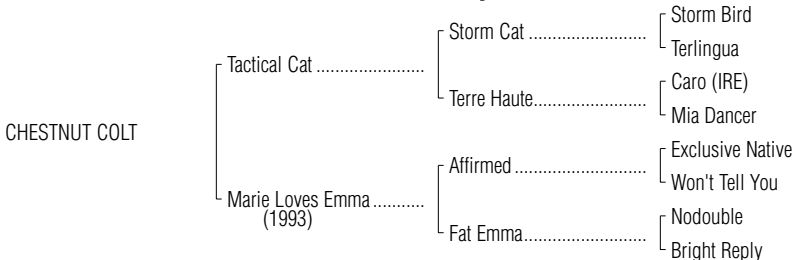 Storm Bird
Storm Cat ........................
Terlingua
Tactical Cat ......................
Caro (IRE)
Terre Haute.......................
Mia Dancer
CHESTNUT COLT
Exclusive Native
Affirmed ...........................
Won't Tell You
Marie Loves Emma ...........
(1993)
Nodouble
Fat Emma.........................
Bright Reply